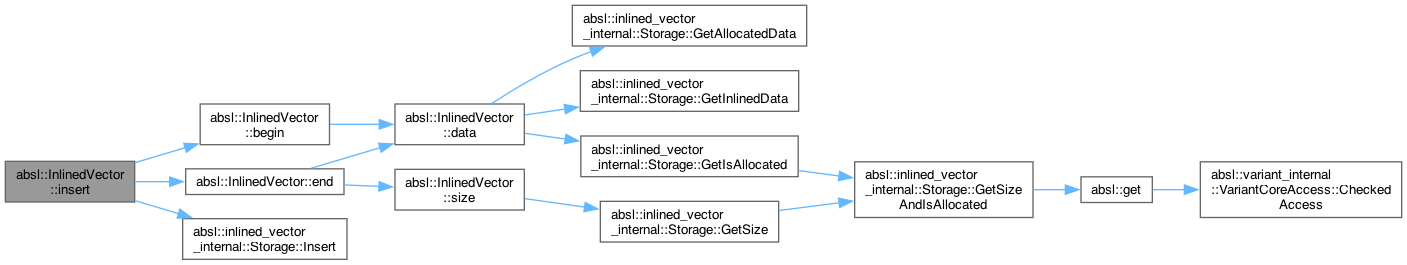 absl::InlinedVector
::insert
absl::InlinedVector
::begin
absl::InlinedVector::end
absl::inlined_vector
_internal::Storage::Insert
absl::InlinedVector
::data
absl::InlinedVector
::size
absl::inlined_vector
_internal::Storage::GetAllocatedData
absl::inlined_vector
_internal::Storage::GetInlinedData
absl::inlined_vector
_internal::Storage::GetIsAllocated
absl::inlined_vector
_internal::Storage::GetSize
absl::inlined_vector
_internal::Storage::GetSize
AndIsAllocated
absl::get
absl::variant_internal
::VariantCoreAccess::Checked
Access